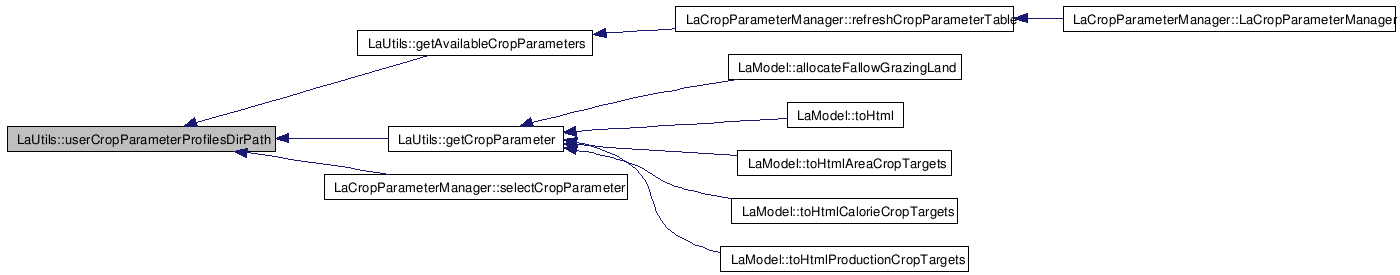 LaCropParameterManager::refreshCropParameterTable
LaCropParameterManager::LaCropParameterManager
LaUtils::getAvailableCropParameters
LaModel::allocateFallowGrazingLand
LaModel::toHtml
LaUtils::userCropParameterProfilesDirPath
LaUtils::getCropParameter
LaModel::toHtmlAreaCropTargets
LaCropParameterManager::selectCropParameter
LaModel::toHtmlCalorieCropTargets
LaModel::toHtmlProductionCropTargets